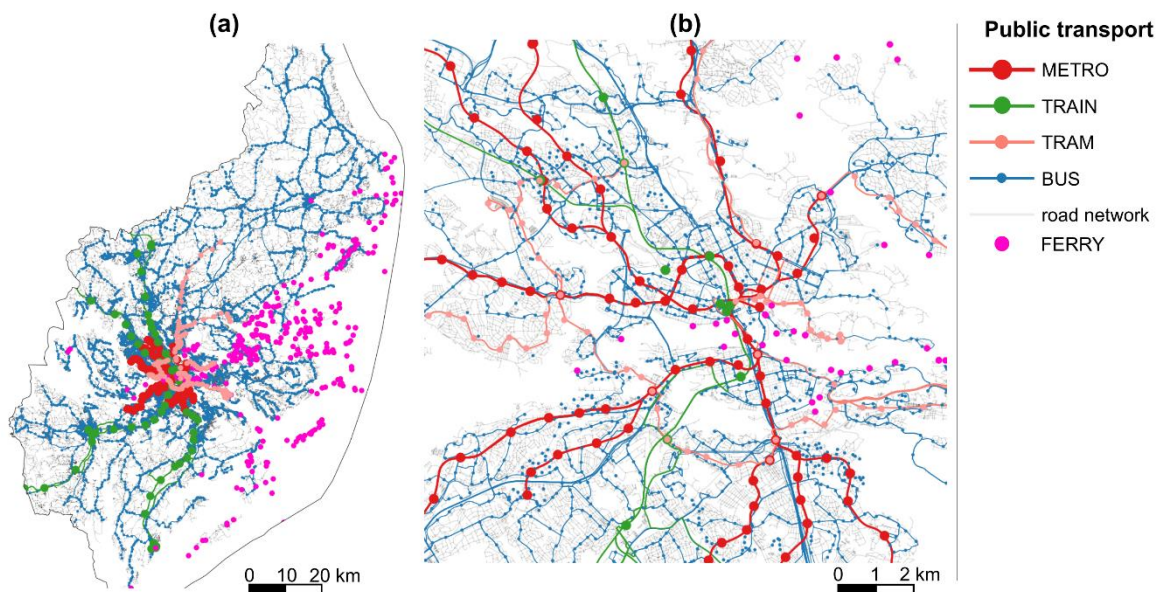 (a)
(b)
Public transport
METRO
TRAIN
TRAM
BUS
road network
FERRY
0 10 20 km
0 1 2 km